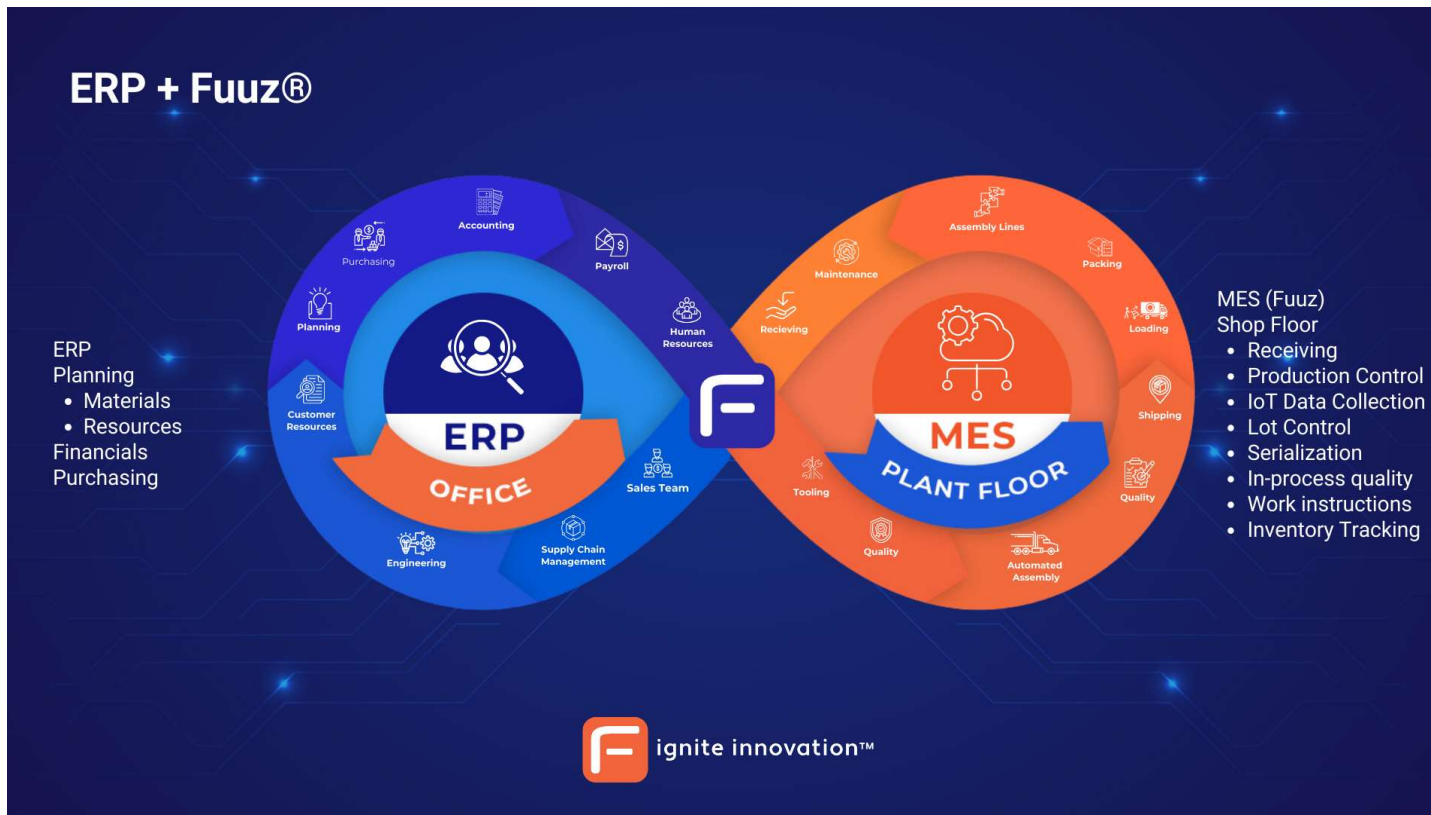 ERP + Fuuz®
ERP
Planning
• Materials
• Resources
Financials
Purchasing
Accounting
Purchasing
Planning
Customer
Resources
Engineering
Supply Chain
Management
Sales Team
Human
Resources
Payroll
ERP
OFFICE
F
Recieving
Maintenance
Assembly Lines
Packing
Loading
Shipping
Quality
Automated
Assembly
Quality
Tooling
MES
PLANT FLOOR
MES (Fuuz)
Shop Floor
• Receiving
• Production Control
• IoT Data Collection
• Lot Control
• Serialization
• In-process quality
• Work instructions
• Inventory Tracking
F ignite innovation™